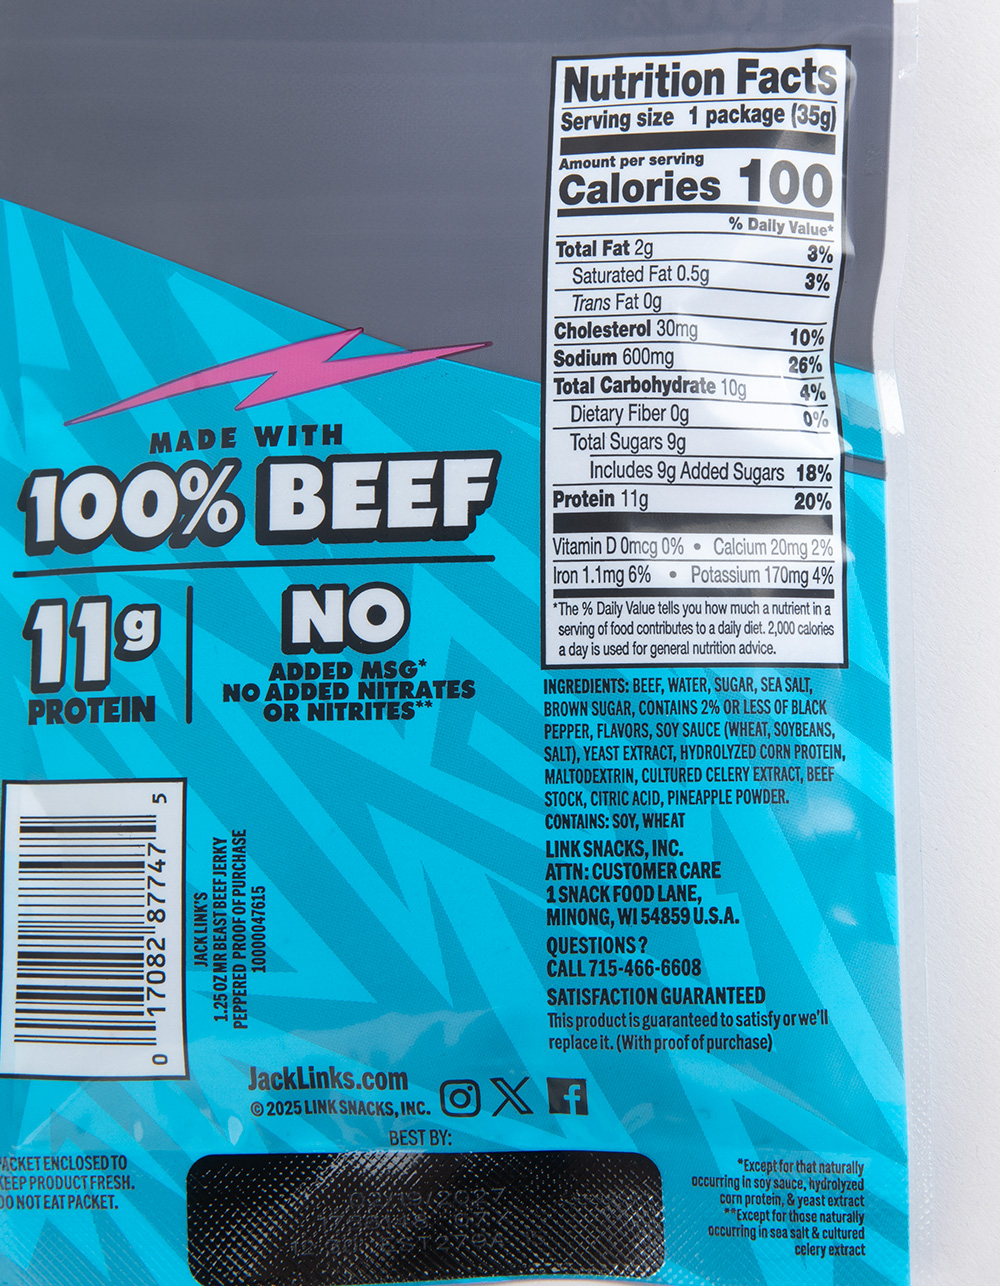 Nutrition Facts
Serving size 1 package (35g)
Amount per serving
Calories 100
% Daily Value*
Total Fat 2g 3%
Saturated Fat 0.5g 3%
Trans Fat 0g
Cholesterol 30mg 10%
Sodium 600mg 26%
Total Carbohydrate 10g 4%
Dietary Fiber 0g 0%
Total Sugars 9g
Includes 9g Added Sugars 18%
Protein 11g 20%
Vitamin D 0mcg 0% • Calcium 20mg 2%
Iron 1.1mg 6% • Potassium 170mg 4%
*The % Daily Value tells you how much a nutrient in a
serving of food contributes to a daily diet. 2,000 calories
a day is used for general nutrition advice.
MADE WITH
100% BEEF
11g
PROTEIN
NO
ADDED MSG*
NO ADDED NITRATES
OR NITRITES**
INGREDIENTS: BEEF, WATER, SUGAR, SEA SALT,
BROWN SUGAR, CONTAINS 2% OR LESS OF BLACK
PEPPER, FLAVORS, SOY SAUCE (WHEAT, SOYBEANS,
SALT), YEAST EXTRACT, HYDROLYZED CORN PROTEIN,
MALTODEXTRIN, CULTURED CELERY EXTRACT, BEEF
STOCK, CITRIC ACID, PINEAPPLE POWDER.
CONTAINS: SOY, WHEAT
LINK SNACKS, INC.
ATTN: CUSTOMER CARE
1 SNACK FOOD LANE,
MINONG, WI 54859 U.S.A.
QUESTIONS?
CALL 715-466-6608
SATISFACTION GUARANTEED
This product is guaranteed to satisfy or we'll
replace it. (With proof of purchase)
0 17082 87747 5
JACK LINK'S
1.25 OZ MR BEAST BEEF JERKY
PEPPERED PROOF OF PURCHASE
10000047615
JackLinks.com
© 2025 LINK SNACKS, INC.
BEST BY:
PACKET ENCLOSED TO
KEEP PRODUCT FRESH.
DO NOT EAT PACKET.
*Except for that naturally
occurring in soy sauce, hydrolyzed
corn protein, & yeast extract
**Except for those naturally
occurring in sea salt & cultured
celery extract